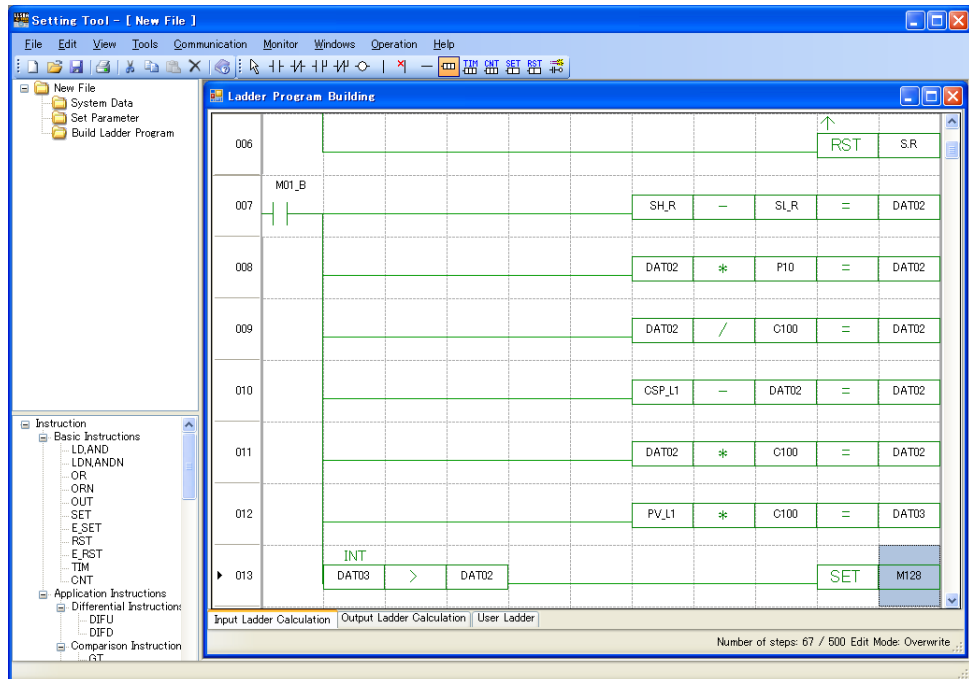 Setting Tool - [ New File ]
File Edit View Tools Communication Monitor Windows Operation Help
TIM CNT SET RST
New File
System Data
Set Parameter
Build Ladder Program
Instruction
Basic Instructions
LD,AND
LDN,ANDN
OR
ORN
OUT
SET
E_SET
RST
E_RST
TIM
CNT
Application Instructions
Differential Instructions
DIFU
DIFD
Comparison Instruction
GT
Ladder Program Building
006 RST S.R
M01_B
007 SH_R - SL_R = DAT02
008 DAT02 * P10 = DAT02
009 DAT02 / C100 = DAT02
010 CSP_L1 - DAT02 = DAT02
011 DAT02 * C100 = DAT02
012 PV_L1 * C100 = DAT03
INT
013 DAT03 > DAT02 SET M128
Input Ladder Calculation Output Ladder Calculation User Ladder
Number of steps: 67 / 500 Edit Mode: Overwrite